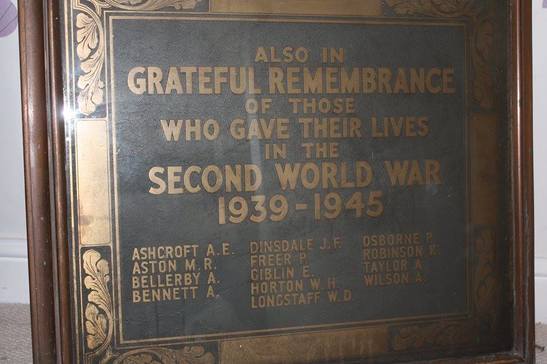 ALSO IN
GRATEFUL REMEMBRANCE
OF THOSE
WHO GAVE THEIR LIVES
IN THE
SECOND WORLD WAR
1939-1945
ASHCROFT A.E.
ASTON M.R.
BELLERBY A.
BENNETT A.
DINSDALE J.F.
FREER P.
GIBLIN E.
HORTON W.H.
LONGSTAFF W.D.
OSBORNE P.
ROBINSON R.
TAYLOR A.
WILSON A.